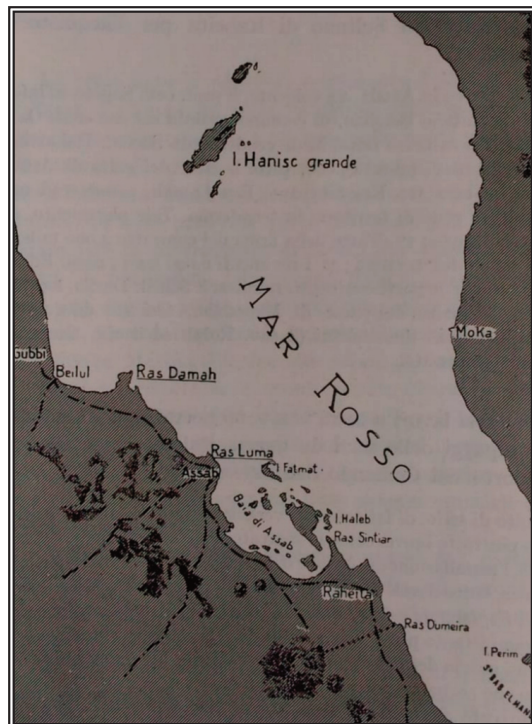 I. Hanisc grande
MAR ROSSO
MoKa
Gubbi
Beilul
Ras Damah
Ras Luma
Assab
I. Fatmat
Baia di Assab
I. Haleb
Ras Sintiar
Raheita
Ras Dumeira
I. Perim